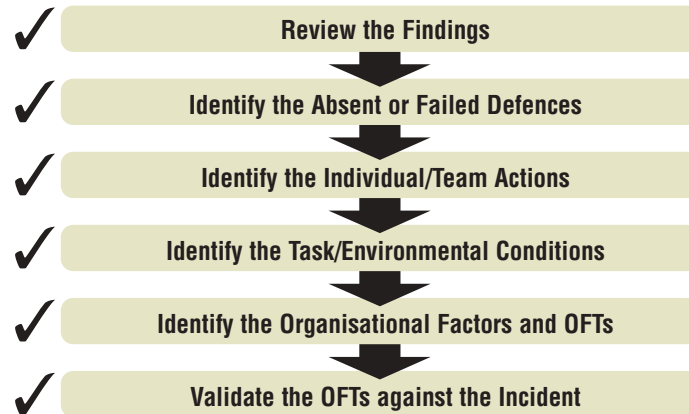 Review the Findings
Identify the Absent or Failed Defences
Identify the Individual/Team Actions
Identify the Task/Environmental Conditions
Identify the Organisational Factors and OFTs
Validate the OFTs against the Incident